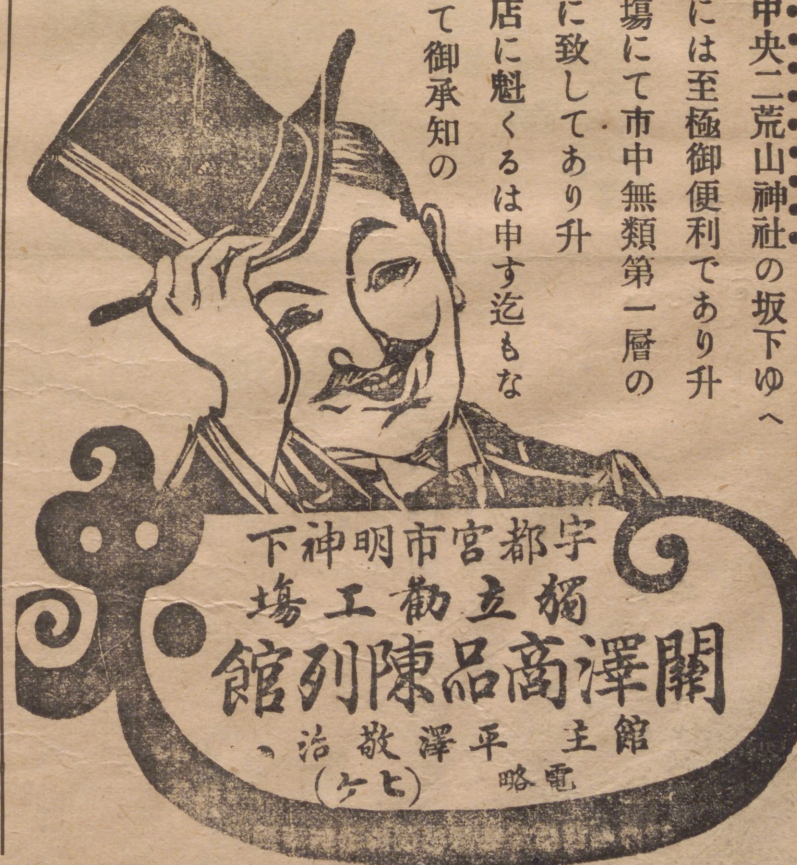 中央二荒山神社の坂下ゆへ
には至極御便利であり升
塲にて市中無類第一層の
に致してあり升
店に魁くるは申す迄もな
て御承知の
宇都宮市明神下
獨立勸工塲
關澤商品陳列館
館主 平澤敬治、
電略 (ヒケ)